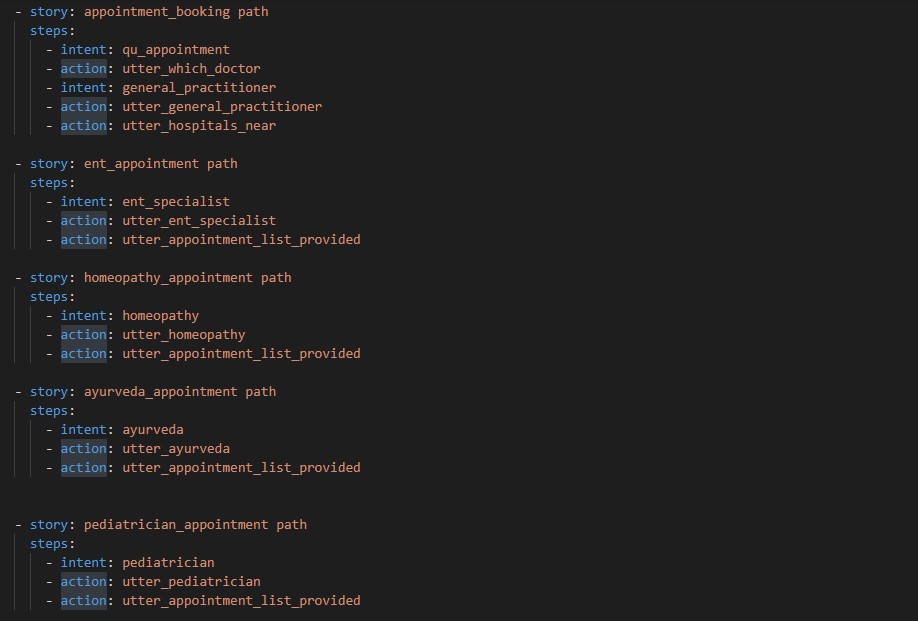 - story: appointment_booking path
steps:
- intent: qu_appointment
- action: utter_which_doctor
- intent: general_practitioner
- action: utter_general_practitioner
- action: utter_hospitals_near
- story: ent_appointment path
steps:
- intent: ent_specialist
- action: utter_ent_specialist
- action: utter_appointment_list_provided
- story: homeopathy_appointment path
steps:
- intent: homeopathy
- action: utter_homeopathy
- action: utter_appointment_list_provided
- story: ayurveda_appointment path
steps:
- intent: ayurveda
- action: utter_ayurveda
- action: utter_appointment_list_provided
- story: pediatrician_appointment path
steps:
- intent: pediatrician
- action: utter_pediatrician
- action: utter_appointment_list_provided